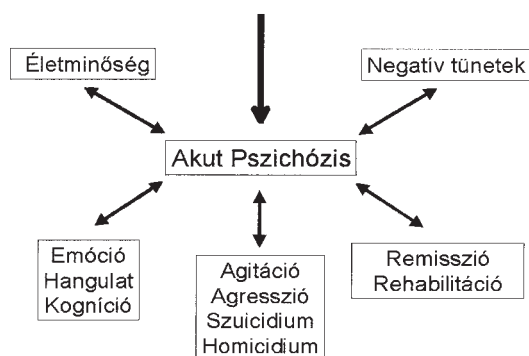 Életminőség
Negatív tünetek
Akut Pszichózis
Emóció
Hangulat
Kogníció
Agitáció
Agresszió
Szuicidium
Homicidium
Remisszió
Rehabilitáció